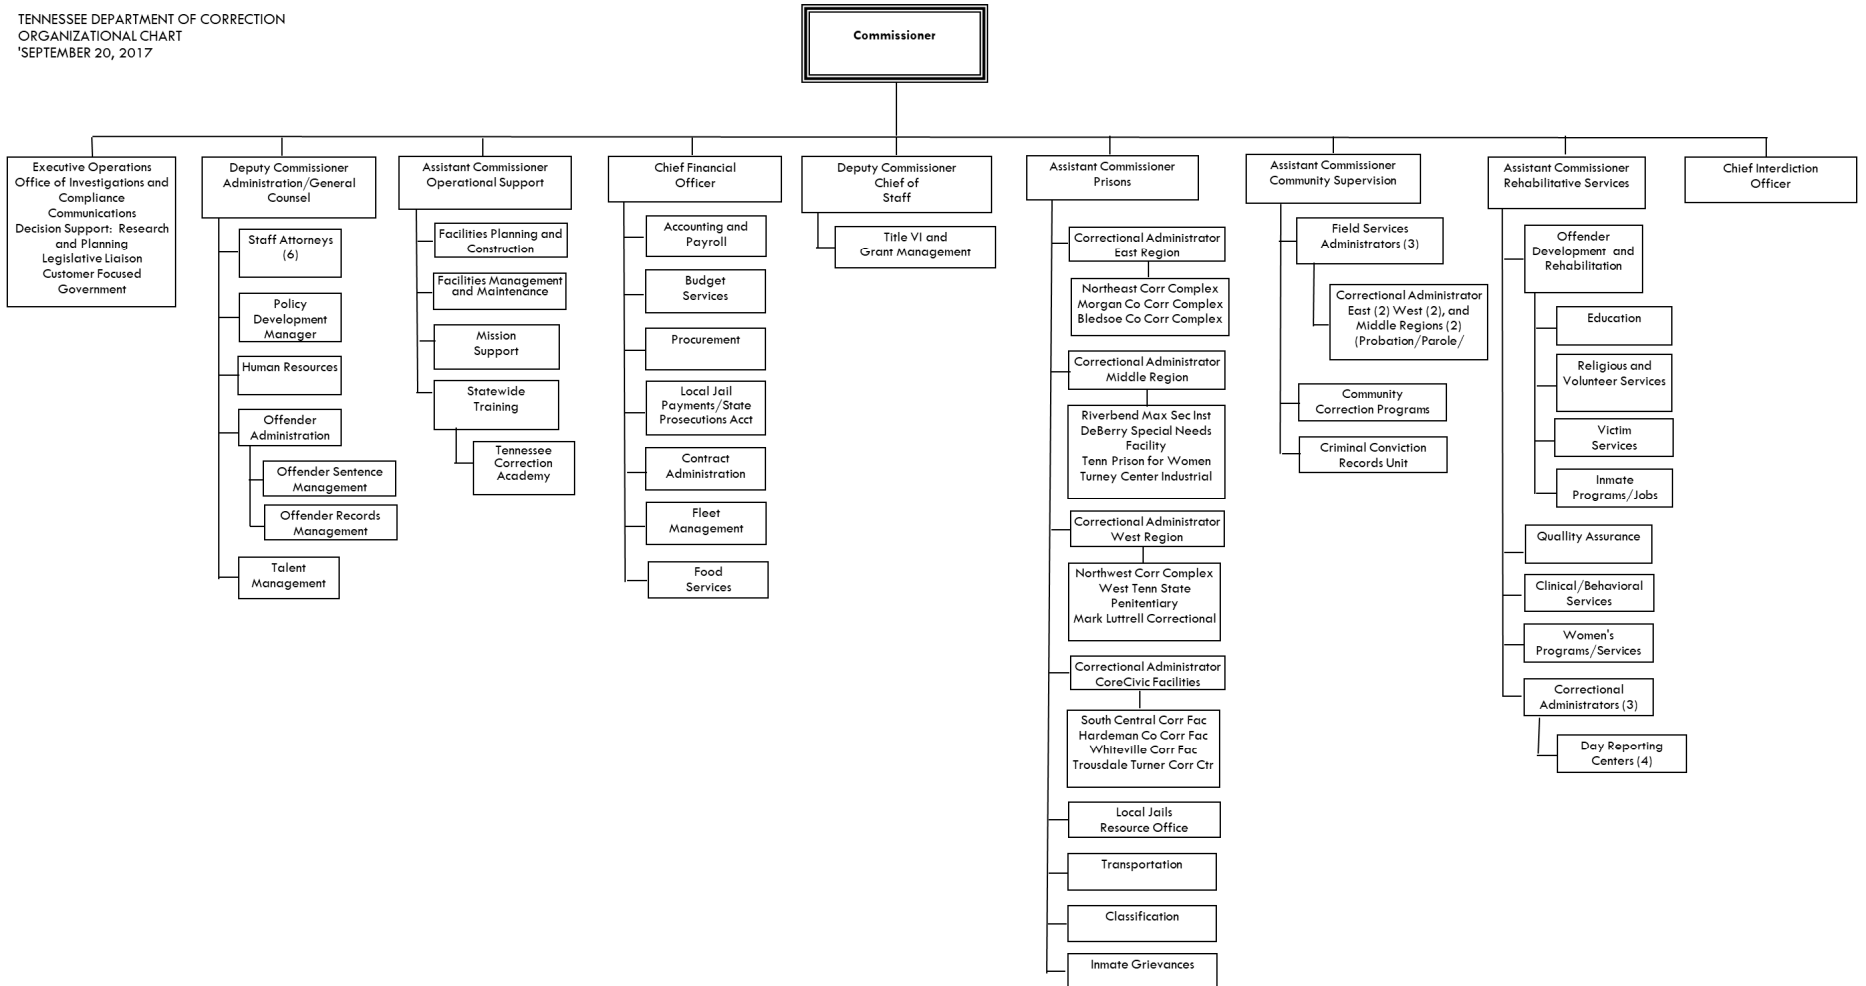 TENNESSEE DEPARTMENT OF CORRECTION
ORGANIZATIONAL CHART
'SEPTEMBER 20, 2017
Commissioner
Executive Operations
Office of Investigations and
Compliance
Communications
Decision Support: Research
and Planning
Legislative Liaison
Customer Focused
Government
Deputy Commissioner
Administration/General
Counsel
Staff Attorneys
(6)
Policy
Development
Manager
Human Resources
Offender
Administration
Offender Sentence
Management
Offender Records
Management
Talent
Management
Assistant Commissioner
Operational Support
Facilities Planning and
Construction
Facilities Management
and Maintenance
Mission
Support
Statewide
Training
Tennessee
Correction
Academy
Chief Financial
Officer
Accounting and
Payroll
Budget
Services
Procurement
Local Jail
Payments/State
Prosecutions Acct
Contract
Administration
Fleet
Management
Food
Services
Deputy Commissioner
Chief of
Staff
Title VI and
Grant Management
Assistant Commissioner
Prisons
Correctional Administrator
East Region
Northeast Corr Complex
Morgan Co Corr Complex
Bledsoe Co Corr Complex
Correctional Administrator
Middle Region
Riverbend Max Sec Inst
DeBerry Special Needs
Facility
Tenn Prison for Women
Turney Center Industrial
Correctional Administrator
West Region
Northwest Corr Complex
West Tenn State
Penitentiary
Mark Luttrell Correctional
Correctional Administrator
CoreCivic Facilities
South Central Corr Fac
Hardeman Co Corr Fac
Whiteville Corr Fac
Trousdale Turner Corr Ctr
Local Jails
Resource Office
Transportation
Classification
Inmate Grievances
Assistant Commissioner
Community Supervision
Field Services
Administrators (3)
Correctional Administrator
East (2) West (2), and
Middle Regions (2)
(Probation/Parole/
Community
Correction Programs
Criminal Conviction
Records Unit
Assistant Commissioner
Rehabilitative Services
Offender
Development and
Rehabilitation
Education
Religious and
Volunteer Services
Victim
Services
Inmate
Programs/Jobs
Quallity Assurance
Clinical/Behavioral
Services
Women's
Programs/Services
Correctional
Administrators (3)
Day Reporting
Centers (4)
Chief Interdiction
Officer